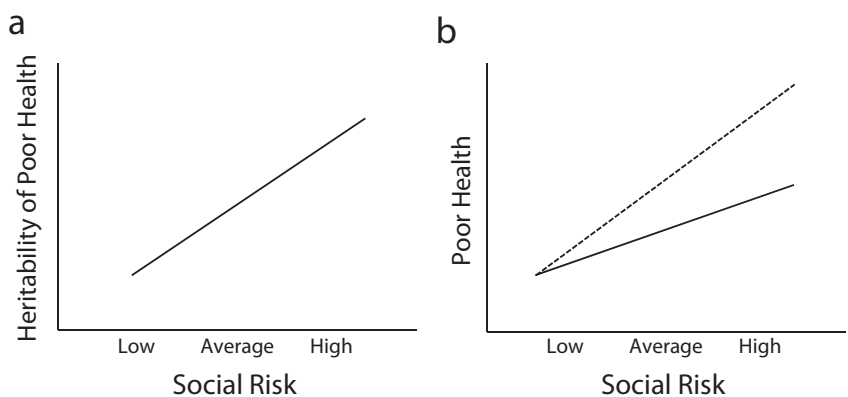 a
Heritability of Poor Health
Low Average High
Social Risk
b
Poor Health
Low Average High
Social Risk